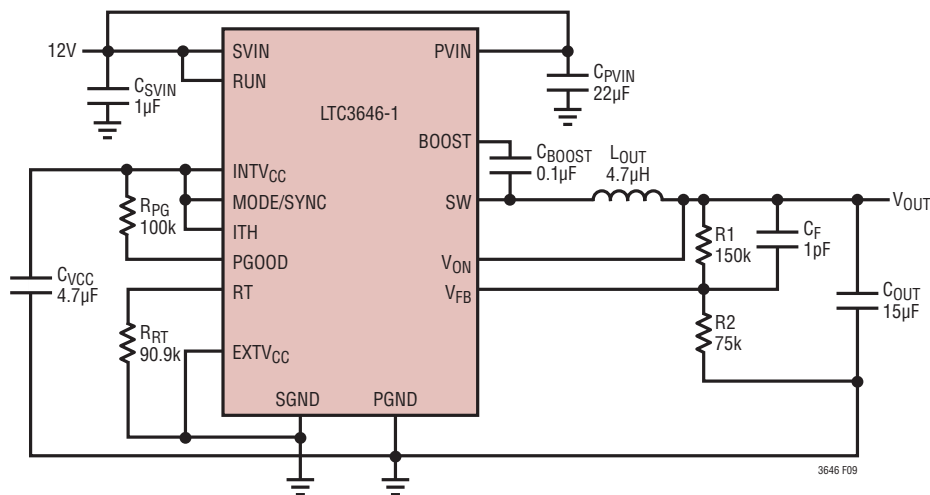 12V
SVIN
PVIN
RUN
CSVIN
1µF
CPVIN
22µF
LTC3646-1
BOOST
CBOOST
0.1µF
LOUT
4.7µH
INTVCC
MODE/SYNC
SW
VOUT
RPG
100k
ITH
R1
150k
CF
1pF
PGOOD
VON
CVCC
4.7µF
RT
VFB
COUT
15µF
RRT
90.9k
R2
75k
EXTVCC
SGND
PGND
3646 F09